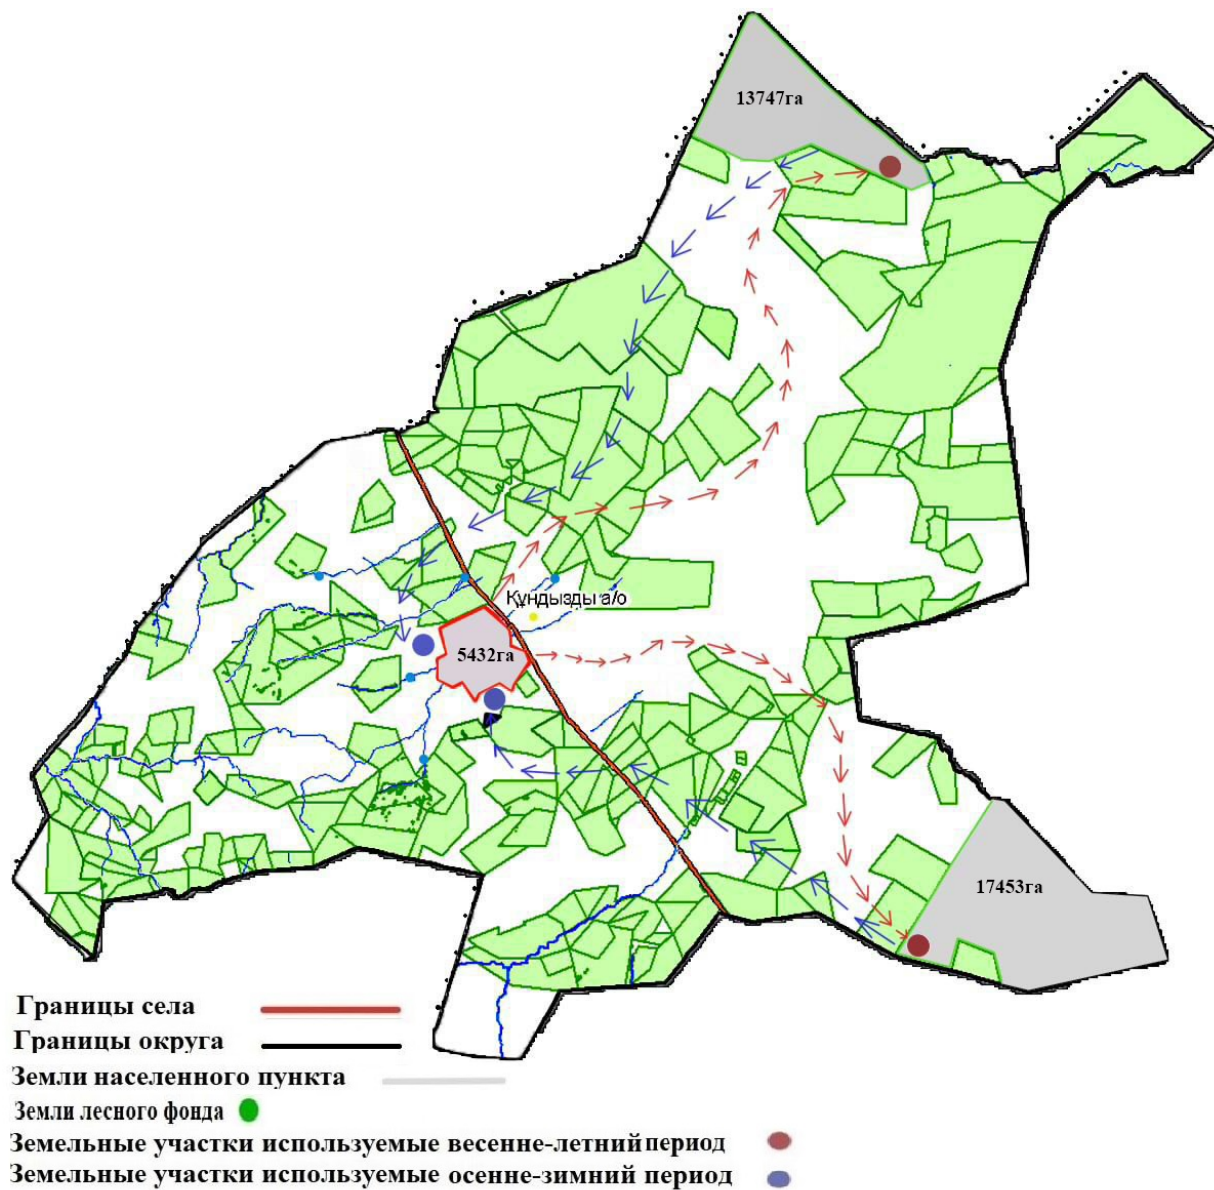 13747га
Құндызды а/о
5432га
17453га
Границы села
Границы округа
Земли населенного пункта
Земли лесного фонда
Земельные участки используемые весенне-летний период
Земельные участки используемые осенне-зимний период